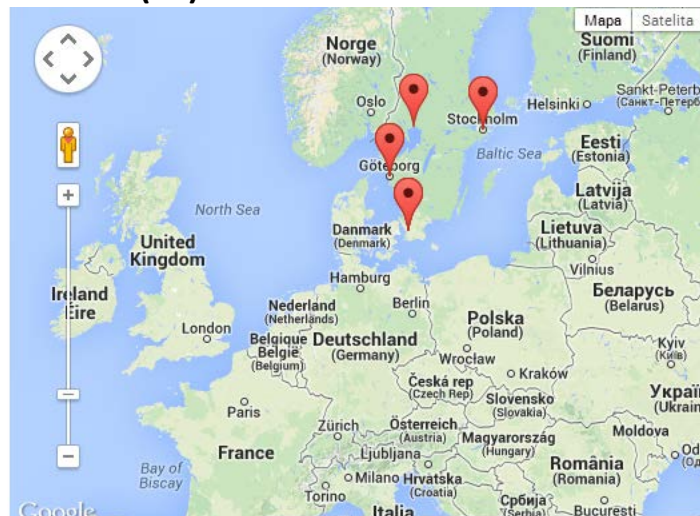 Mapa Satelita
Norge
(Norway)
Suomi
(Finland)
Oslo
Stockholm
Helsinki
Sankt-Peterb
(Санкт-Петерб
Göteborg
Baltic Sea
Eesti
(Estonia)
Latvija
(Latvia)
North Sea
Danmark
(Denmark)
Lietuva
(Lithuania)
United
Kingdom
Vilnius
Hamburg
Беларусь
(Belarus)
Ireland
Éire
Nederland
(Netherlands)
Berlin
Polska
(Poland)
London
Belgique
België
(Belgium)
Deutschland
(Germany)
Wrocław
Kyiv
(Київ)
Kraków
Česká rep
(Czech Rep)
Slovensko
(Slovakia)
Украї
(Ukrain
Paris
Zürich
Österreich
(Austria)
Magyarország
(Hungary)
Moldova
France
Ljubljana
Od
România
(Romania)
Bay of
Biscay
Milano
Hrvatska
(Croatia)
Torino
Србија
(Serbia)
București
Google
Italia